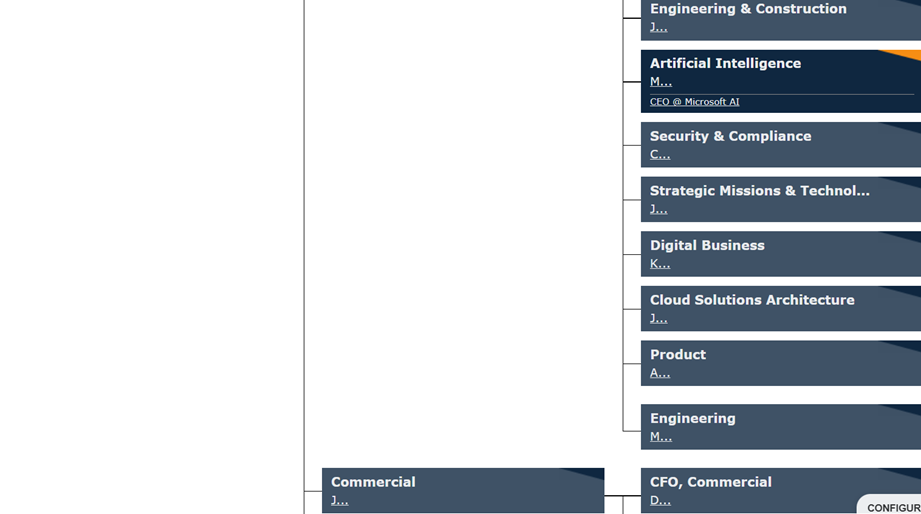 Engineering & Construction
J...
Artificial Intelligence
M...
CEO @ Microsoft AI
Security & Compliance
C...
Strategic Missions & Technol...
J...
Digital Business
K...
Cloud Solutions Architecture
J...
Product
A...
Engineering
M...
Commercial
J...
CFO, Commercial
D...
CONFIGUR